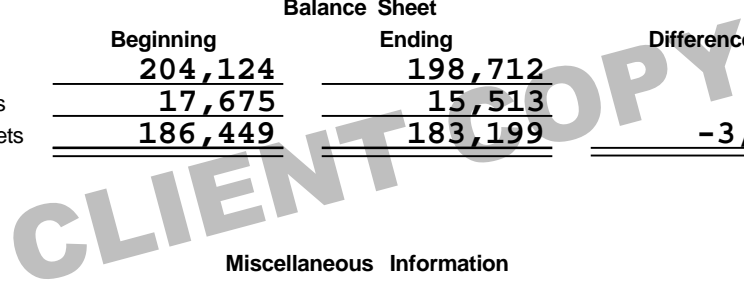 Balance Sheet
Beginning Ending Difference
204,124 198,712
s 17,675 15,513
ets 186,449 183,199 -3,
CLIENT COPY
Miscellaneous Information